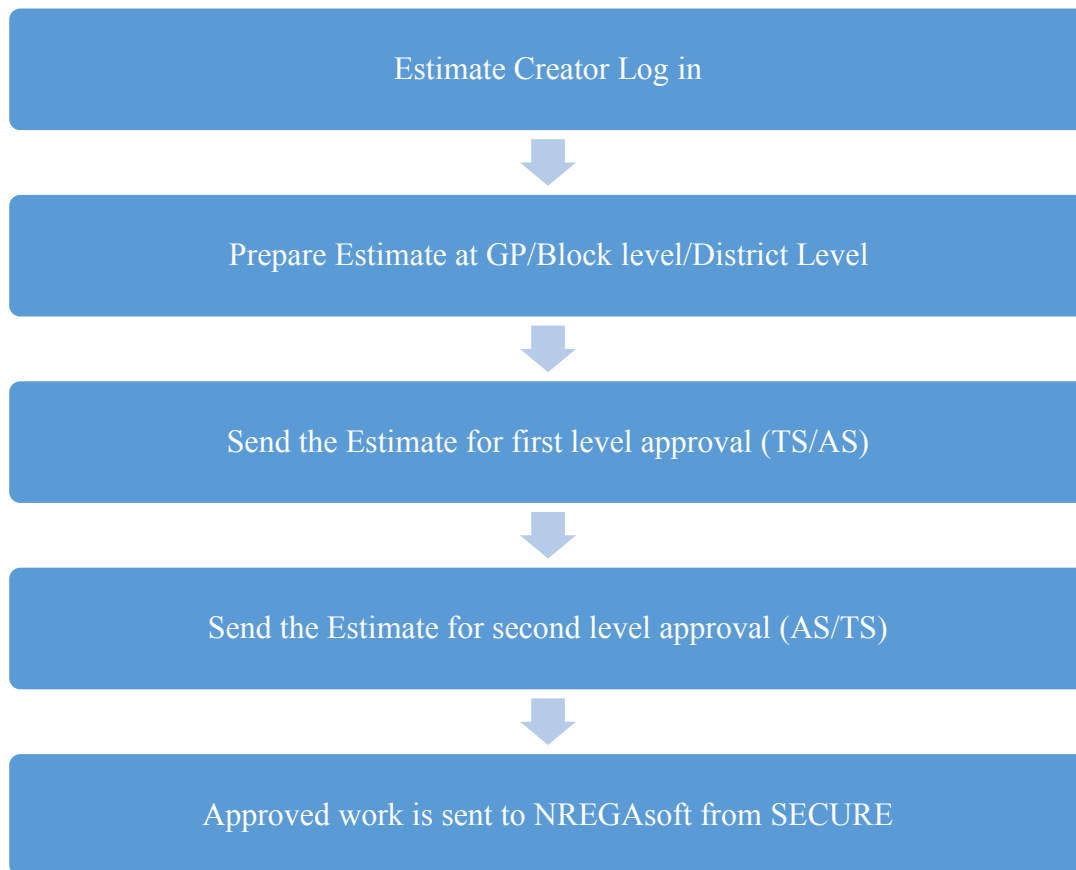 Estimate Creator Log in
Prepare Estimate at GP/Block level/District Level
Send the Estimate for first level approval (TS/AS)
Send the Estimate for second level approval (AS/TS)
Approved work is sent to NREGAsoft from SECURE